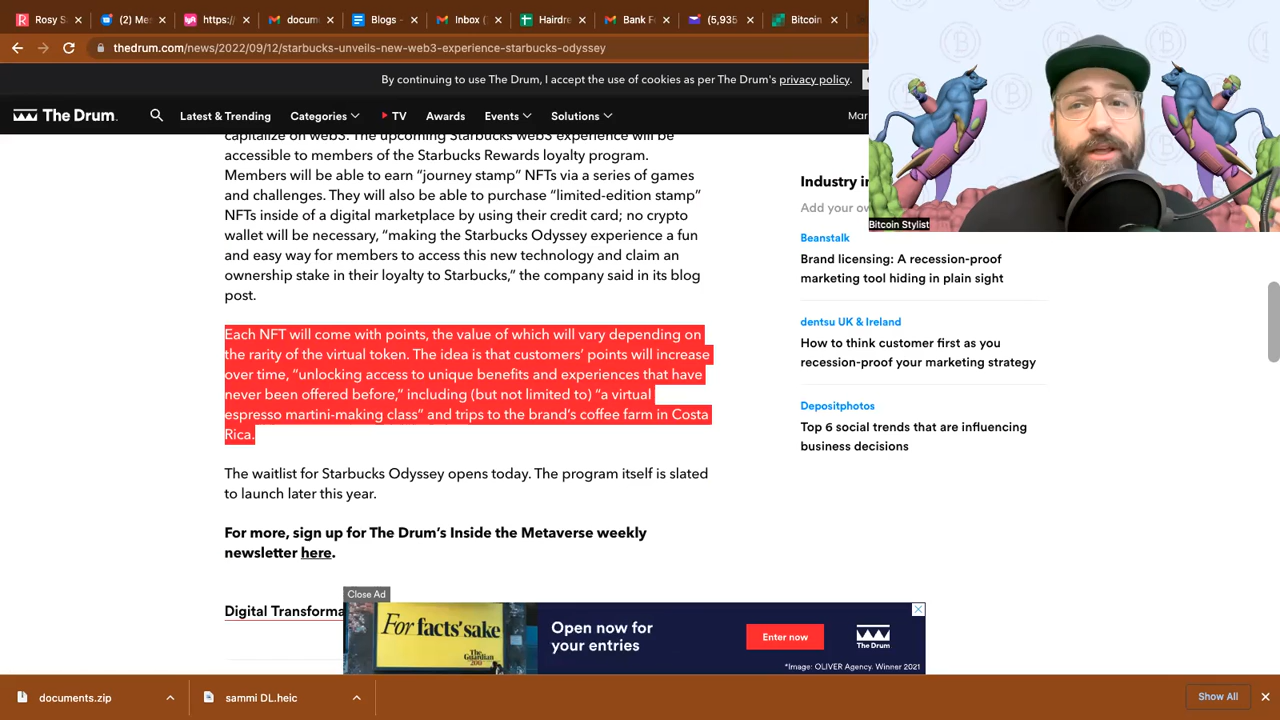 Rosy S
(2) Me
https:/
docum
Blogs -
Inbox (
Hairdre
Bank F
(5,935
Bitcoin
thedrum.com/news/2022/09/12/starbucks-unveils-new-web3-experience-starbucks-odyssey
By continuing to use The Drum, I accept the use of cookies as per The Drum's privacy policy.
The Drum.
Latest & Trending
Categories
TV
Awards
Events
Solutions
Mar
capitalize on web3. The upcoming Starbucks web3 experience will be
accessible to members of the Starbucks Rewards loyalty program.
Members will be able to earn “journey stamp” NFTs via a series of games
and challenges. They will also be able to purchase “limited-edition stamp”
NFTs inside of a digital marketplace by using their credit card; no crypto
wallet will be necessary, “making the Starbucks Odyssey experience a fun
and easy way for members to access this new technology and claim an
ownership stake in their loyalty to Starbucks,” the company said in its blog
post.
Each NFT will come with points, the value of which will vary depending on
the rarity of the virtual token. The idea is that customers’ points will increase
over time, “unlocking access to unique benefits and experiences that have
never been offered before,” including (but not limited to) “a virtual
espresso martini-making class” and trips to the brand’s coffee farm in Costa
Rica.
The waitlist for Starbucks Odyssey opens today. The program itself is slated
to launch later this year.
For more, sign up for The Drum’s Inside the Metaverse weekly
newsletter here.
Digital Transforma
Bitcoin Stylist
Industry in
Add your ow
Beanstalk
Brand licensing: A recession-proof
marketing tool hiding in plain sight
dentsu UK & Ireland
How to think customer first as you
recession-proof your marketing strategy
Depositphotos
Top 6 social trends that are influencing
business decisions
Close Ad
For facts' sake
The Guardian 200
Open now for
your entries
Enter now
The Drum
*Image: OLIVER Agency. Winner 2021
documents.zip
sammi DL.heic
Show All